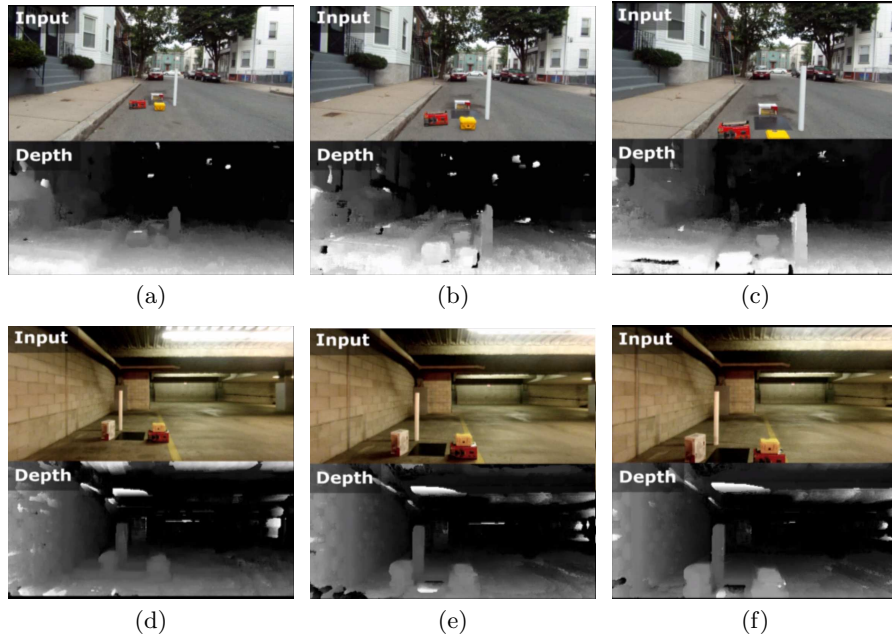 Input
Input
Input
Depth
Depth
Depth
(a)
(b)
(c)
Input
Input
Input
Depth
Depth
Depth
(d)
(e)
(f)